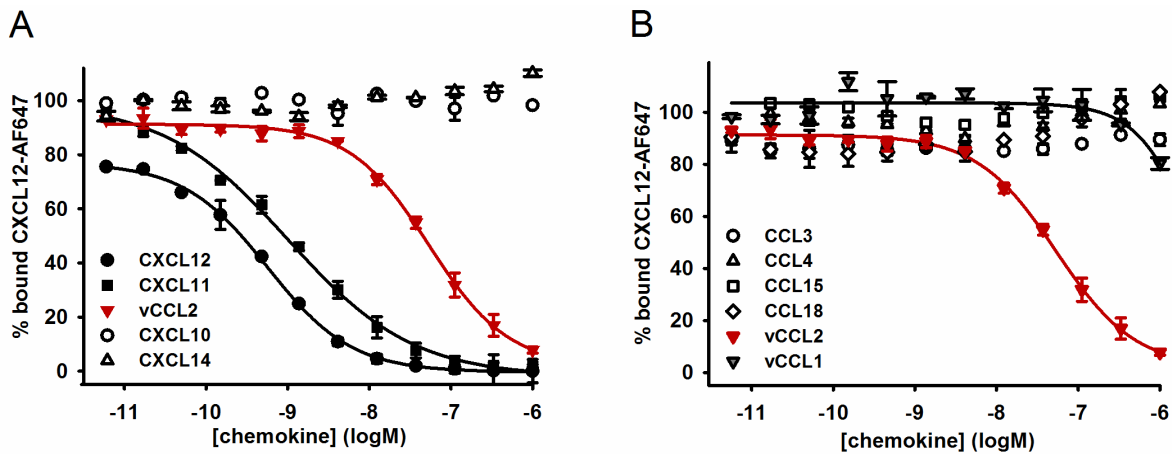 A
% bound CXCL12-AF647
100
80
60
40
20
0
CXCL12
CXCL11
vCCL2
CXCL10
CXCL14
-11 -10 -9 -8 -7 -6
[chemokine] (logM)
B
% bound CXCL12-AF647
100
80
60
40
20
0
CCL3
CCL4
CCL15
CCL18
vCCL2
vCCL1
-11 -10 -9 -8 -7 -6
[chemokine] (logM)